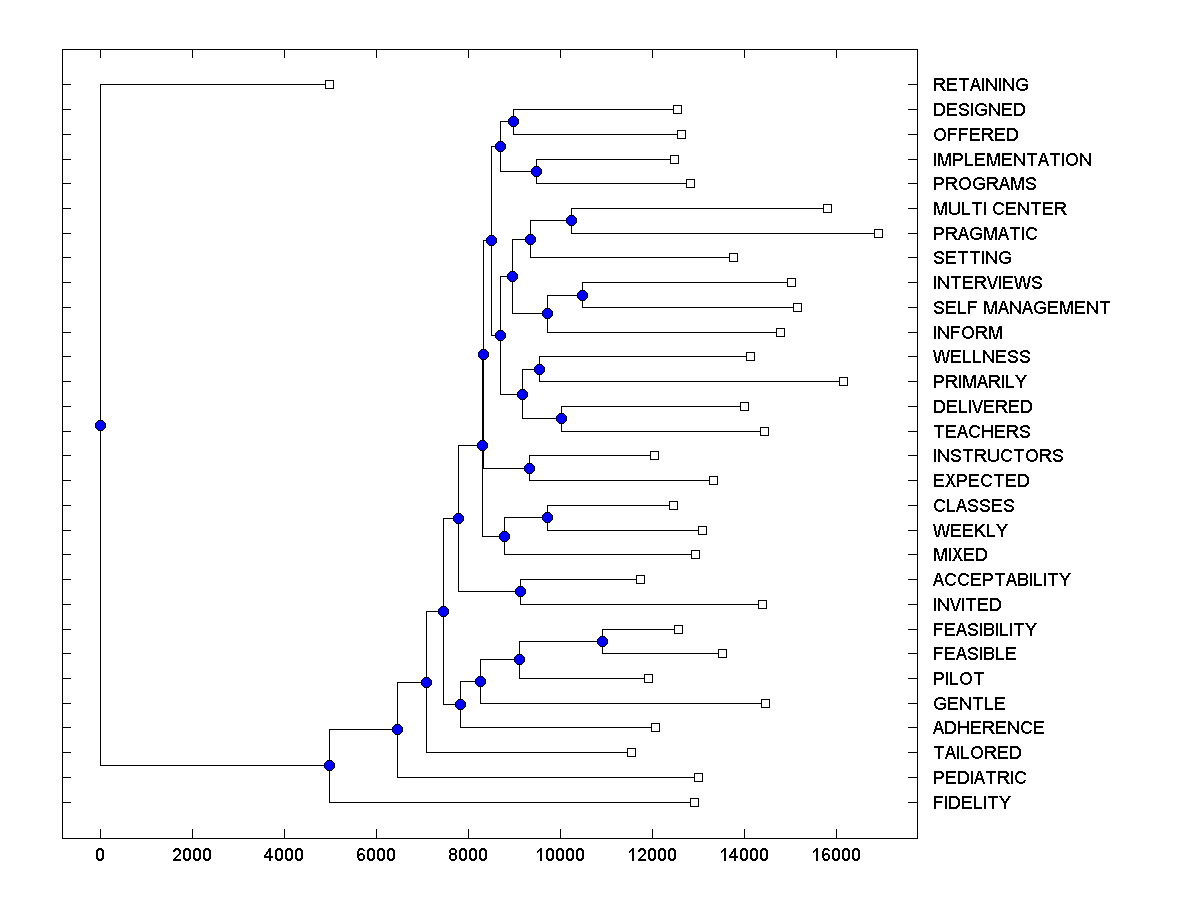 RETAINING
DESIGNED
OFFERED
IMPLEMENTATION
PROGRAMS
MULTI CENTER
PRAGMATIC
SETTING
INTERVIEWS
SELF MANAGEMENT
INFORM
WELLNESS
PRIMARILY
DELIVERED
TEACHERS
INSTRUCTORS
EXPECTED
CLASSES
WEEKLY
MIXED
ACCEPTABILITY
INVITED
FEASIBILITY
FEASIBLE
PILOT
GENTLE
ADHERENCE
TAILORED
PEDIATRIC
FIDELITY
0 2000 4000 6000 8000 10000 12000 14000 16000